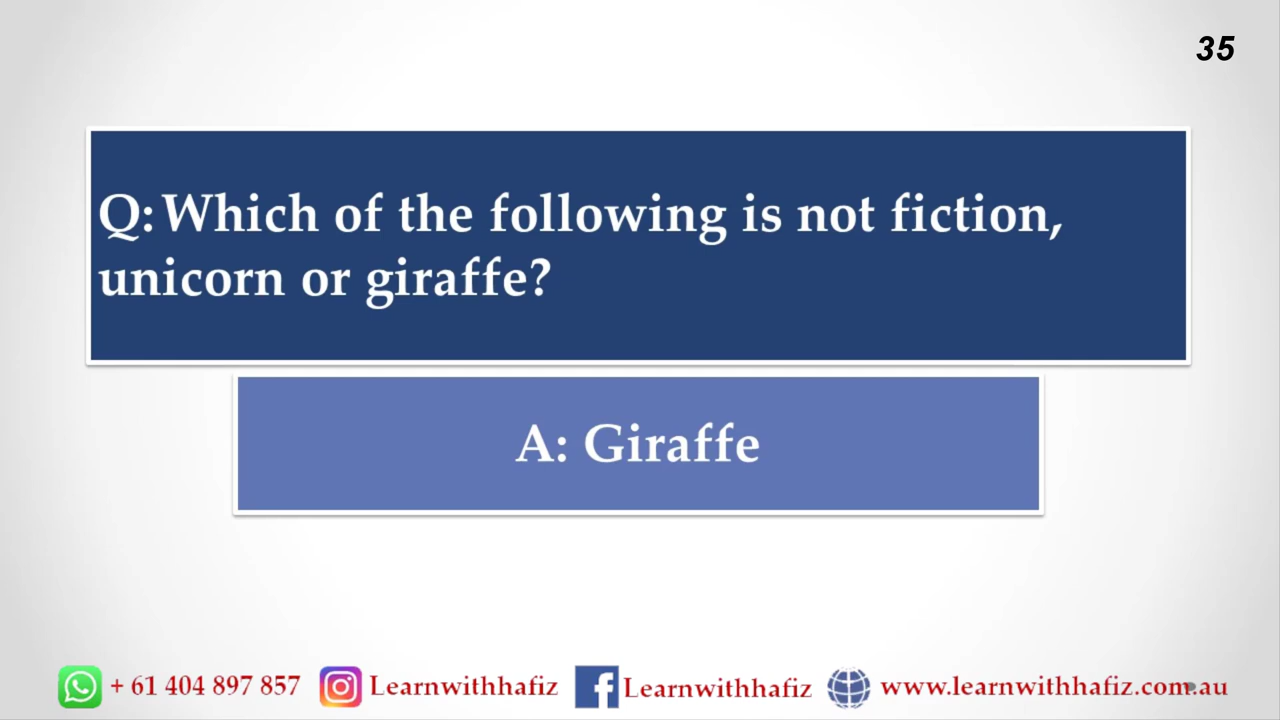 35
Q: Which of the following is not fiction,
unicorn or giraffe?
A: Giraffe
+ 61 404 897 857 Learnwithhafiz Learnwithhafiz www.learnwithhafiz.com.au